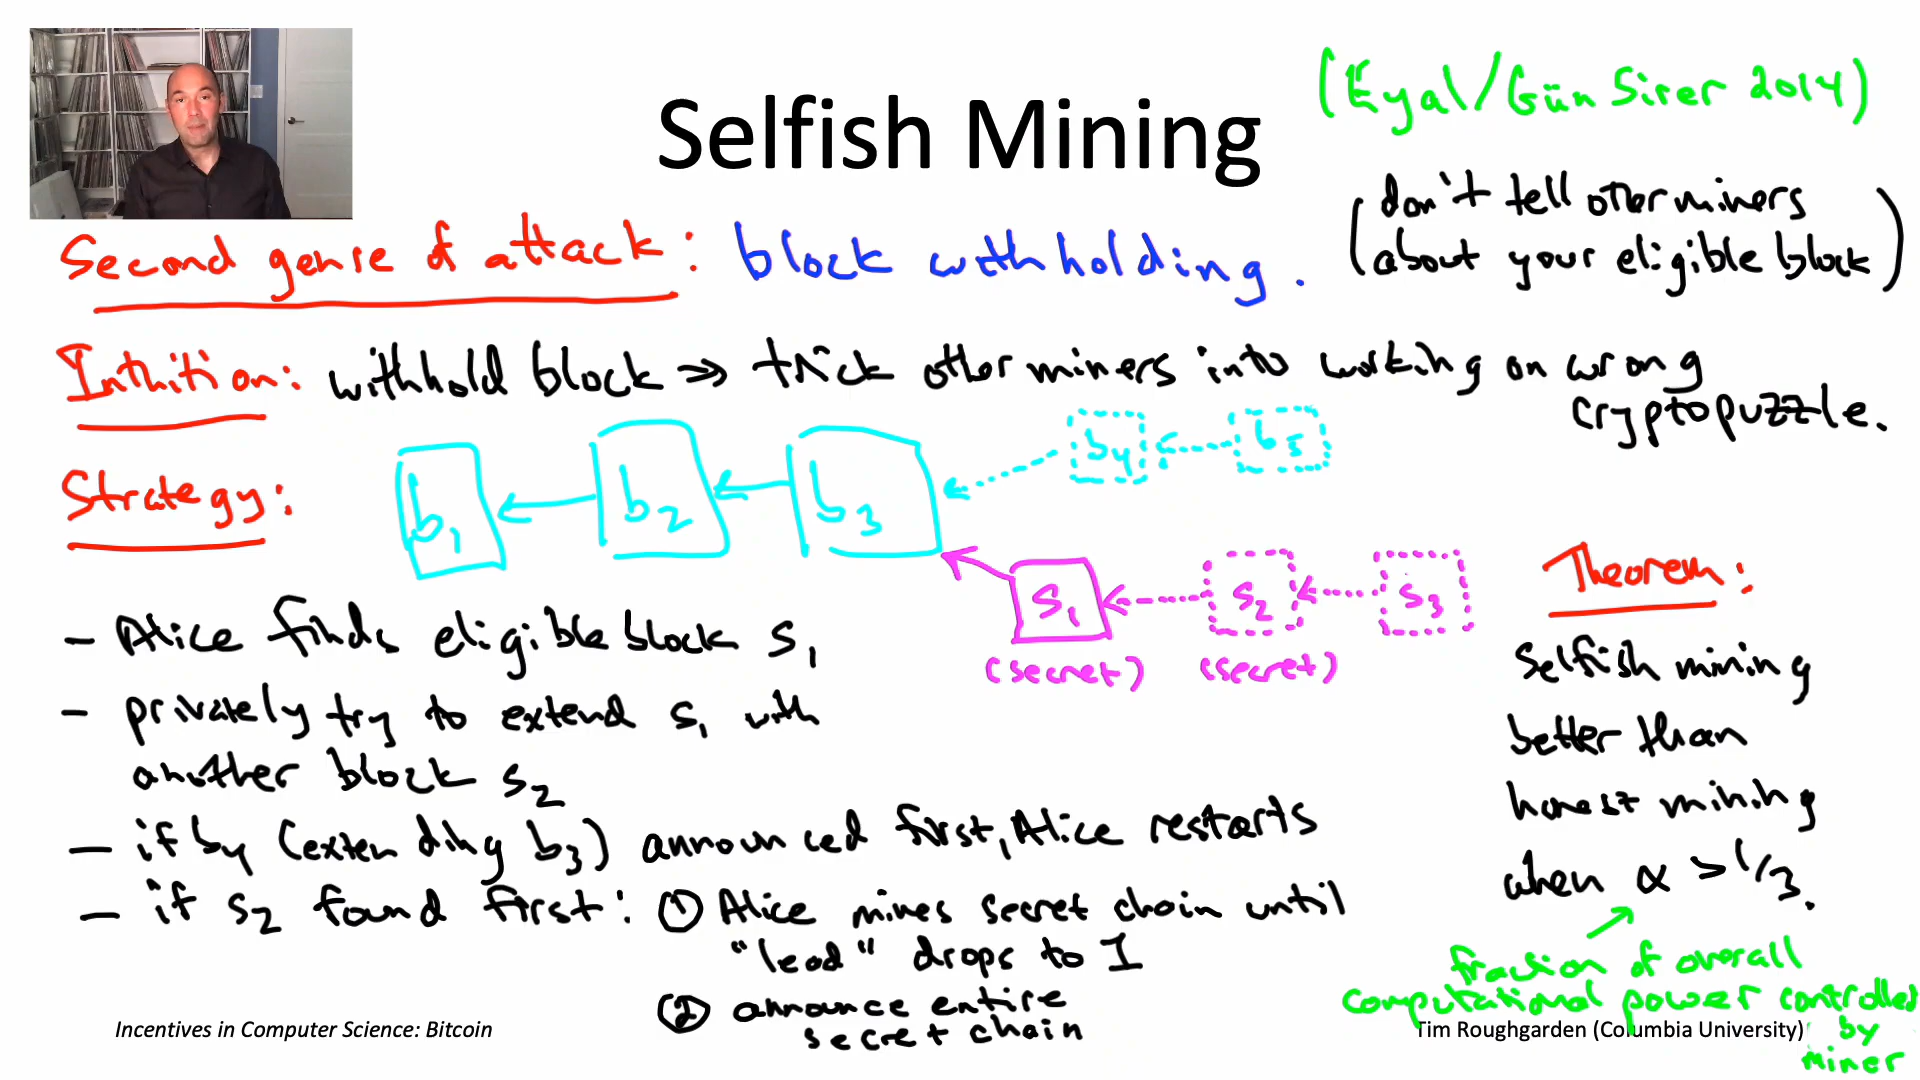 Selfish Mining
(Eyal/Gün Sirer 2014)
Second genre of attack: block withholding.
(don't tell other miners
about your eligible block)
Intuition: withhold block ⇒ trick other miners into working on wrong
cryptopuzzle.
Strategy:
b1 b2 b3 b4 b5
s1 s2 s3
(secret) (secret)
- Alice finds eligible block s1
- privately try to extend s1 with
another block s2
- if b4 (extending b3) announced first, Alice restarts
- if s2 found first: ① Alice mines secret chain until
"lead" drops to 1
② announce entire
secret chain
Theorem:
selfish mining
better than
honest mining
when α > 1/3.
fraction of overall
computational power controlled
by
miner
Incentives in Computer Science: Bitcoin
Tim Roughgarden (Columbia University)